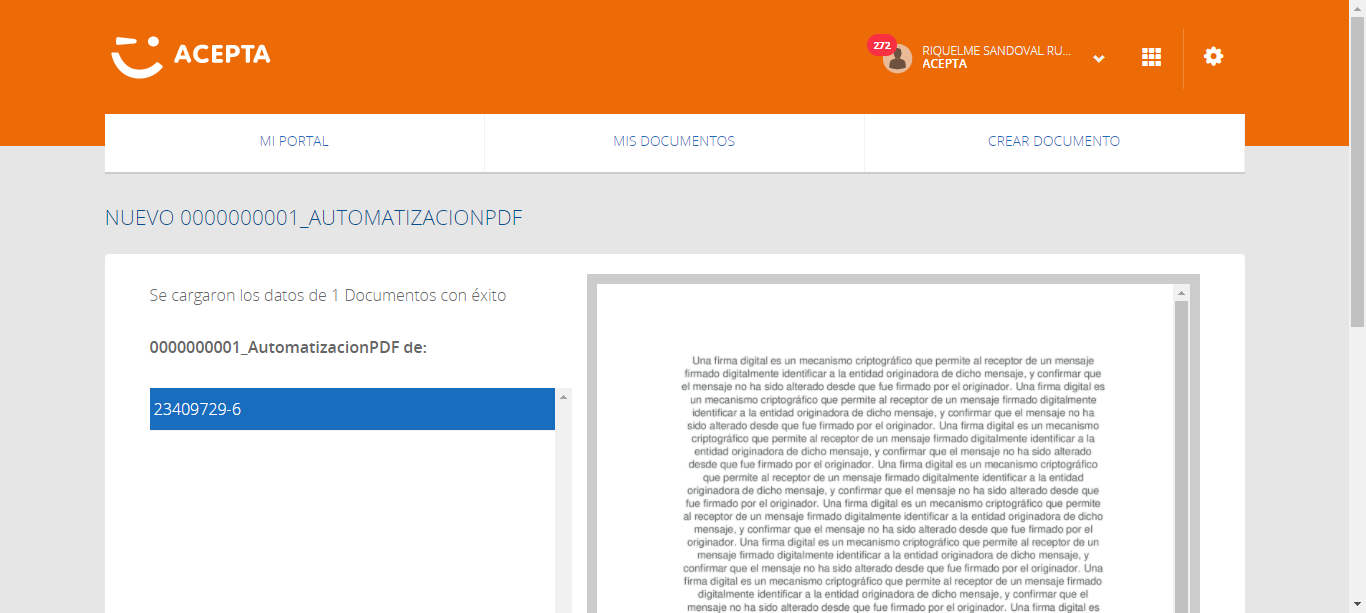 ACEPTA
272
RIQUELME SANDOVAL RU...
ACEPTA
MI PORTAL
MIS DOCUMENTOS
CREAR DOCUMENTO
NUEVO 0000000001_AUTOMATIZACIONPDF
Se cargaron los datos de 1 Documentos con éxito
0000000001_AutomatizacionPDF de:
23409729-6
Una firma digital es un mecanismo criptográfico que permite al receptor de un mensaje
firmado digitalmente identificar a la entidad originadora de dicho mensaje, y confirmar que
el mensaje no ha sido alterado desde que fue firmado por el originador. Una firma digital es
un mecanismo criptográfico que permite al receptor de un mensaje firmado digitalmente
identificar a la entidad originadora de dicho mensaje, y confirmar que el mensaje no ha
sido alterado desde que fue firmado por el originador. Una firma digital es un mecanismo
criptográfico que permite al receptor de un mensaje firmado digitalmente identificar a la
entidad originadora de dicho mensaje, y confirmar que el mensaje no ha sido alterado
desde que fue firmado por el originador. Una firma digital es un mecanismo criptográfico
que permite al receptor de un mensaje firmado digitalmente identificar a la entidad
originadora de dicho mensaje, y confirmar que el mensaje no ha sido alterado desde que
fue firmado por el originador. Una firma digital es un mecanismo criptográfico que permite
al receptor de un mensaje firmado digitalmente identificar a la entidad originadora de dicho
mensaje, y confirmar que el mensaje no ha sido alterado desde que fue firmado por el
originador. Una firma digital es un mecanismo criptográfico que permite al receptor de un
mensaje firmado digitalmente identificar a la entidad originadora de dicho mensaje, y
confirmar que el mensaje no ha sido alterado desde que fue firmado por el originador. Una
firma digital es un mecanismo criptográfico que permite al receptor de un mensaje firmado
digitalmente identificar a la entidad originadora de dicho mensaje, y confirmar que el
mensaje no ha sido alterado desde que fue firmado por el originador. Una firma digital es